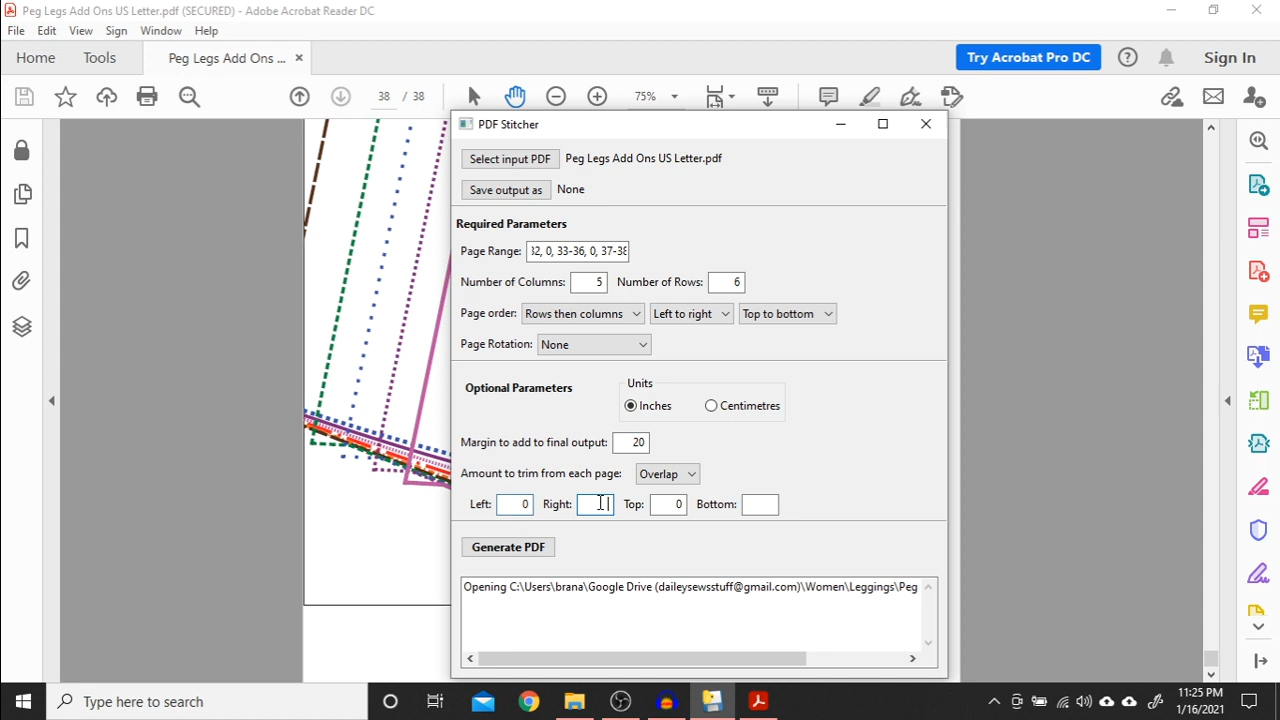 Peg Legs Add Ons US Letter.pdf (SECURED) - Adobe Acrobat Reader DC
File Edit View Sign Window Help
Home Tools Peg Legs Add Ons ... × Try Acrobat Pro DC Sign In
38 / 38 75%
PDF Stitcher
Select input PDF Peg Legs Add Ons US Letter.pdf
Save output as None
Required Parameters
Page Range: 32, 0, 33-36, 0, 37-38
Number of Columns: 5 Number of Rows: 6
Page order: Rows then columns Left to right Top to bottom
Page Rotation: None
Optional Parameters Units
Inches Centimetres
Margin to add to final output: 20
Amount to trim from each page: Overlap
Left: 0 Right: Top: 0 Bottom:
Generate PDF
Opening C:\Users\brana\Google Drive (daileysewsstuff@gmail.com)\Women\Leggings\Peg
Type here to search
11:25 PM
1/16/2021